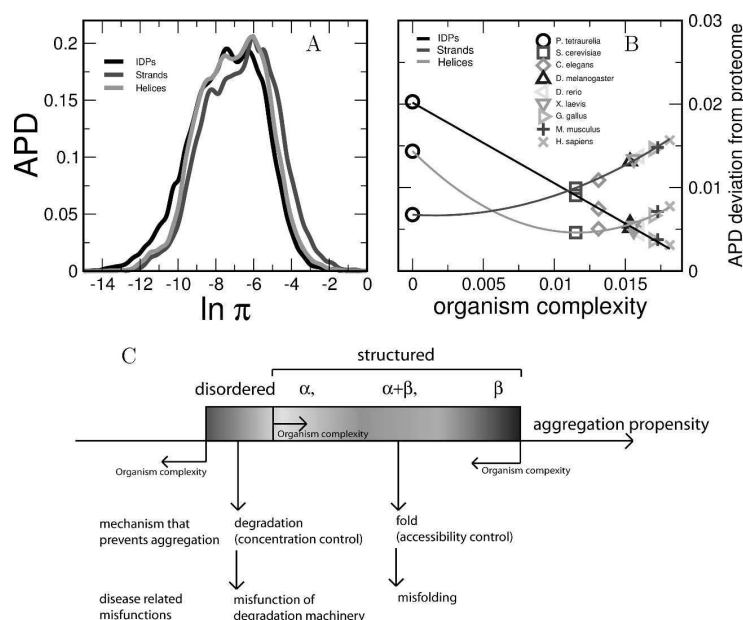 A
IDPs
Strands
Helices
APD
0.2
0.15
0.1
0.05
0
-14 -12 -10 -8 -6 -4 -2 0
ln π
B
IDPs
Strands
Helices
P. tetraurelia
S. cerevisiae
C. elegans
D. melanogaster
D. rerio
X. laevis
G. gallus
M. musculus
H. sapiens
0.03
0.02
0.01
0
APD deviation from proteome
0 0.005 0.01 0.015
organism complexity
C
structured
disordered α, α+β, β
Organism complexity
aggregation propensity
Organism complexity
Organism compexity
mechanism that
prevents aggregation
degradation
(concentration control)
fold
(accessibility control)
disease related
misfunctions
misfunction of
degradation machinery
misfolding